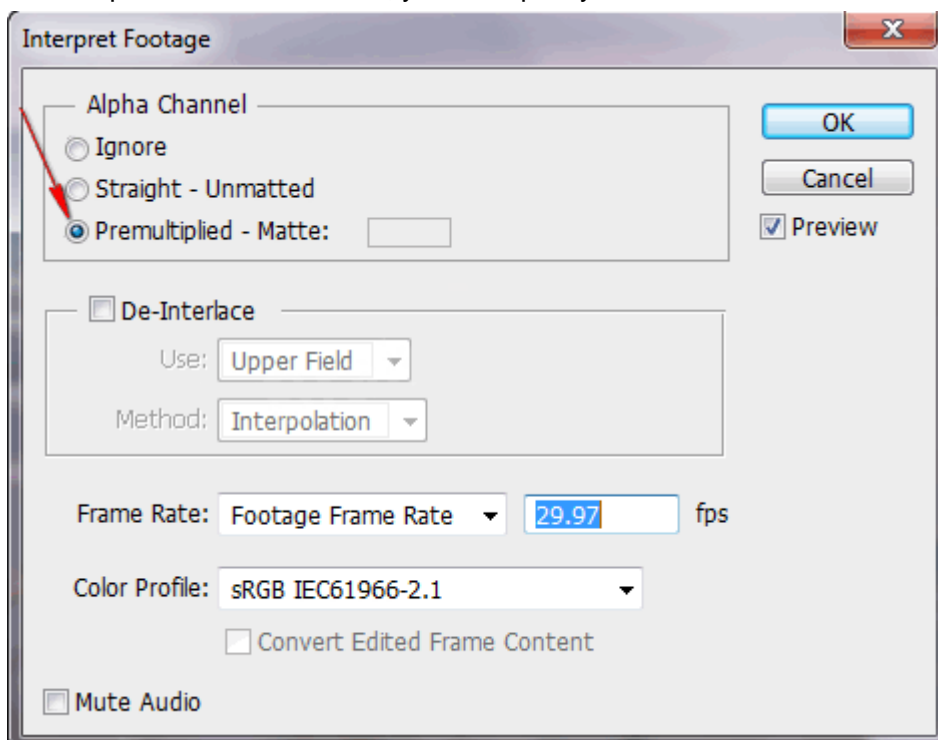 Interpret Footage
Alpha Channel
OK
Ignore
Cancel
Straight - Unmatted
Premultiplied - Matte:
Preview
De-Interlace
Use: Upper Field
Method: Interpolation
Frame Rate: Footage Frame Rate 29.97 fps
Color Profile: sRGB IEC61966-2.1
Convert Edited Frame Content
Mute Audio